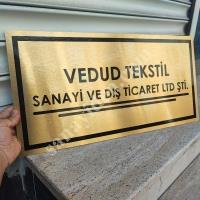 VEDUD TEKSTİL
SANAYİ VE DIŞ TİCARET LTD ŞTİ.